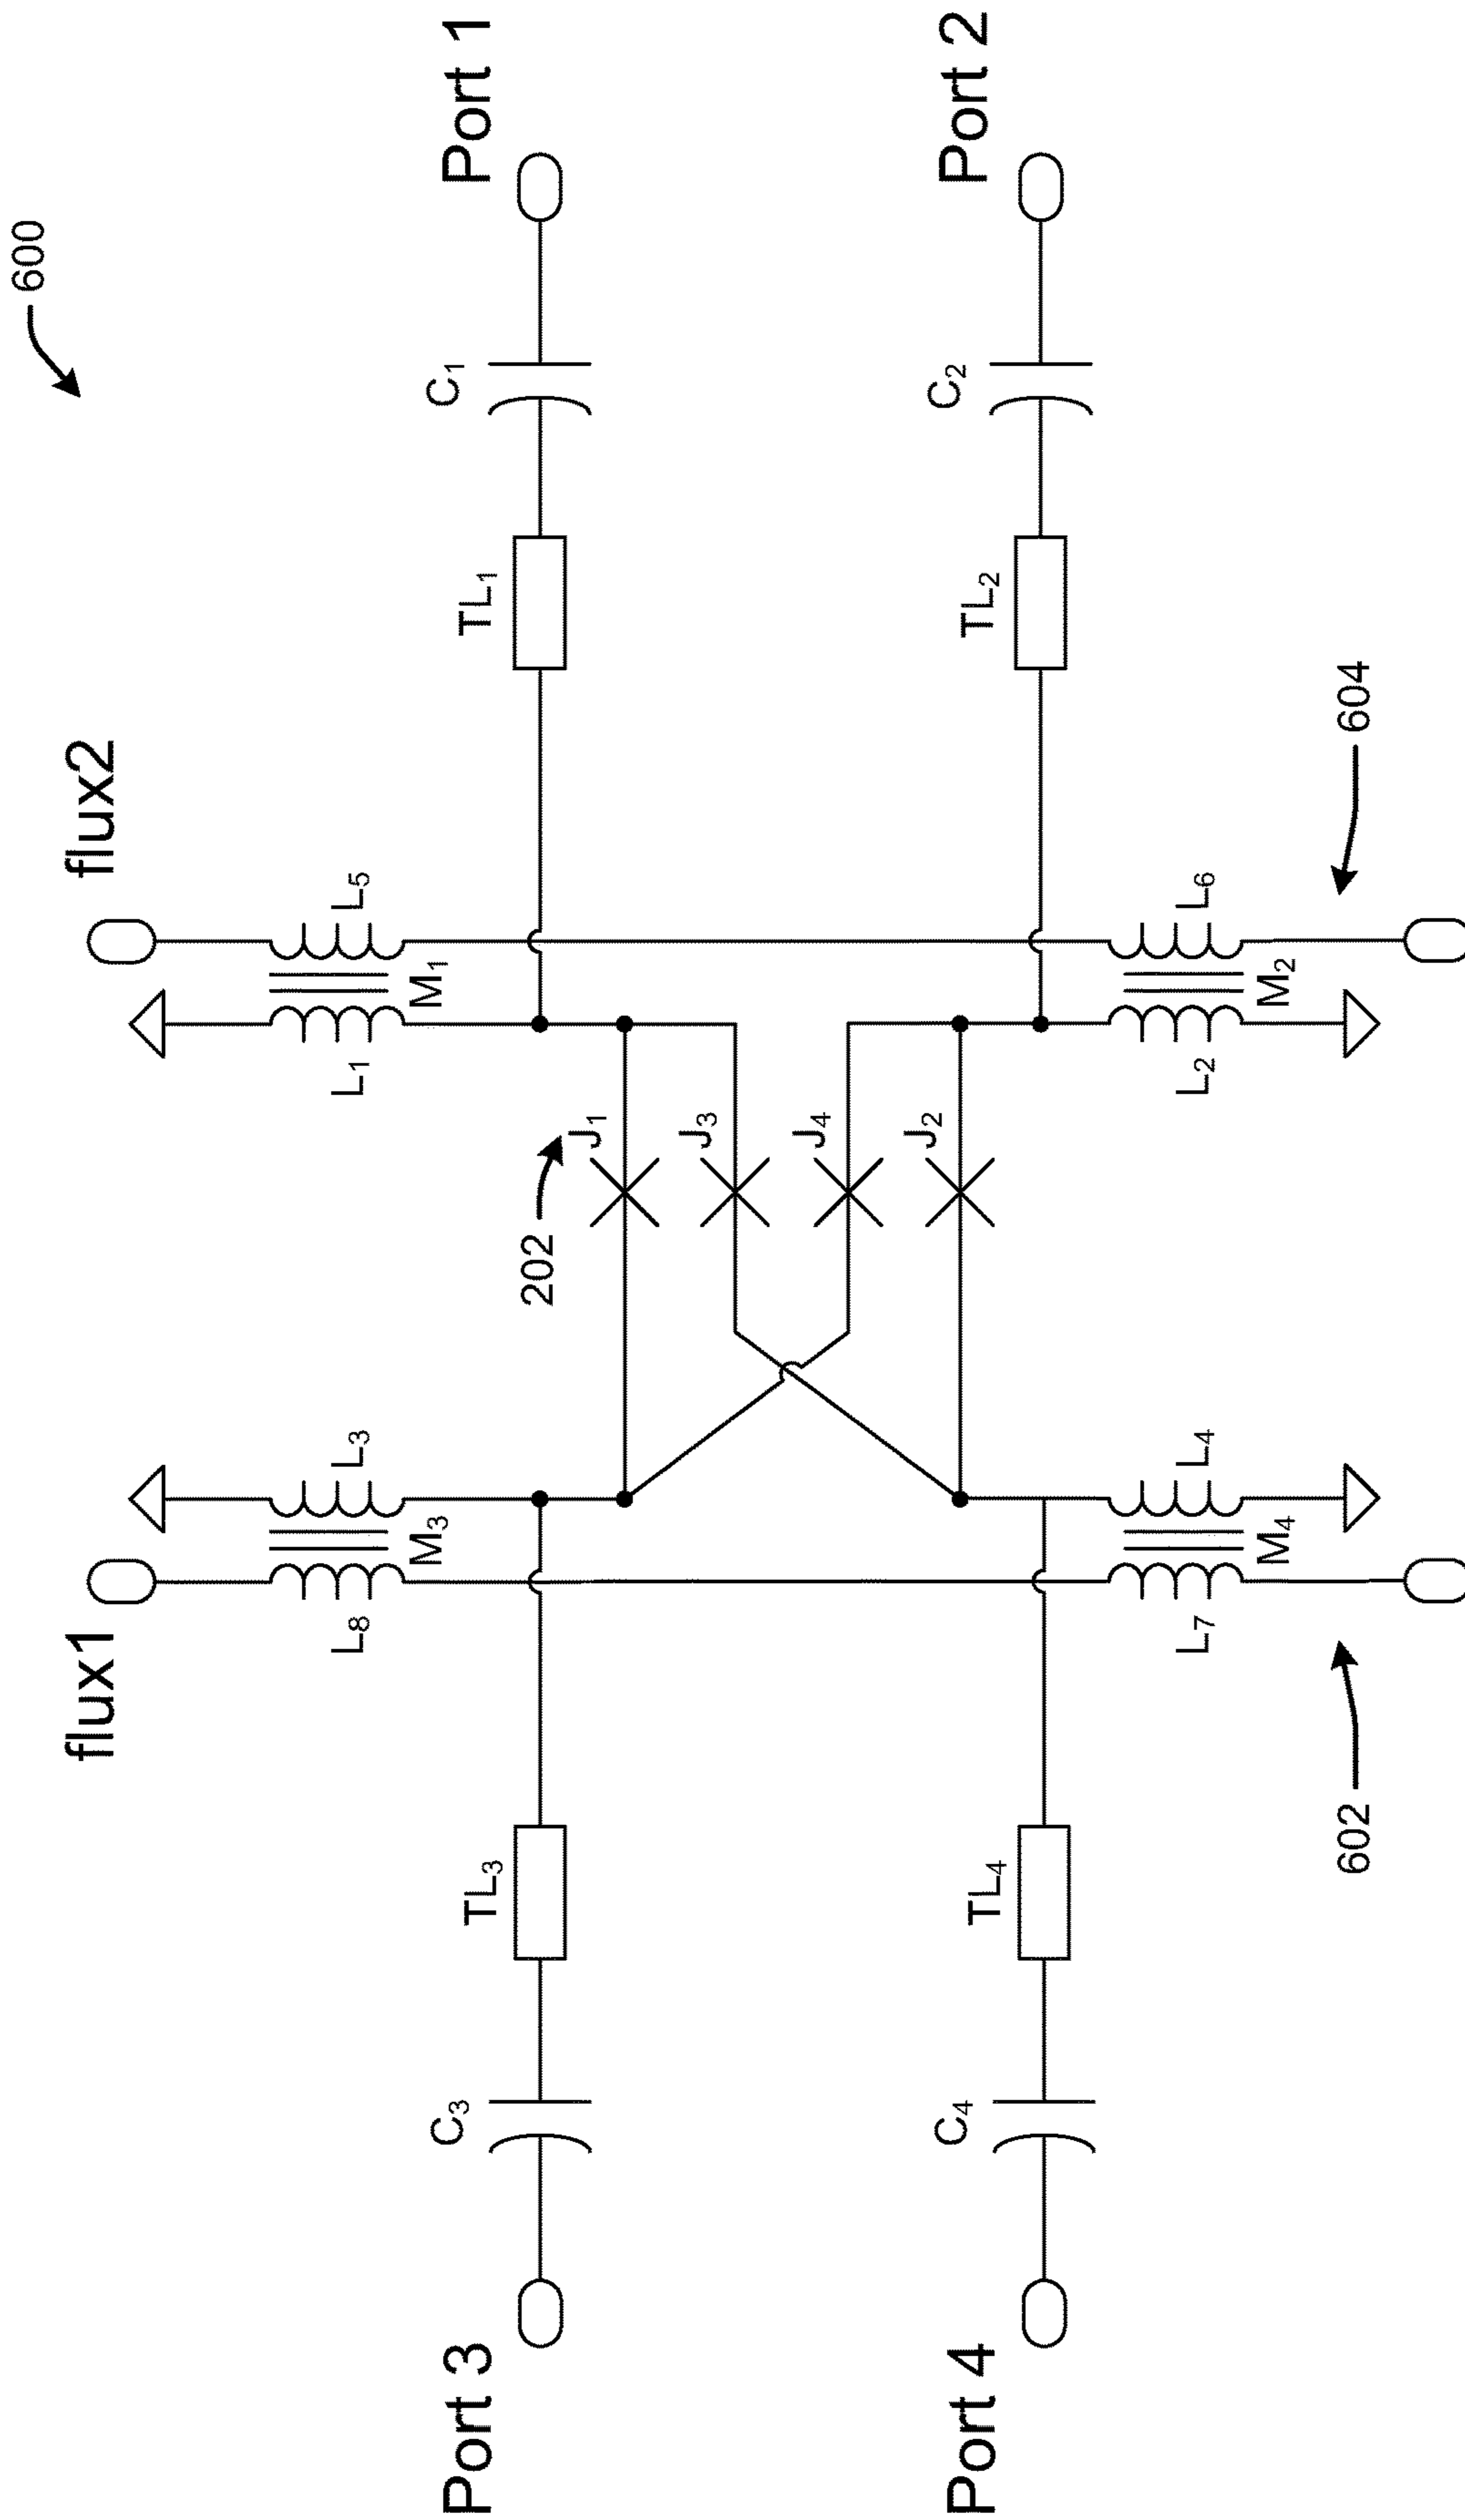 600
Port 1
Port 2
C1
C2
TL1
TL2
flux2
604
L5
L6
M1
M2
L1
L2
202
J1
J3
J4
J2
L3
L4
M3
M4
L8
L7
flux1
602
TL3
TL4
C3
C4
Port 3
Port 4